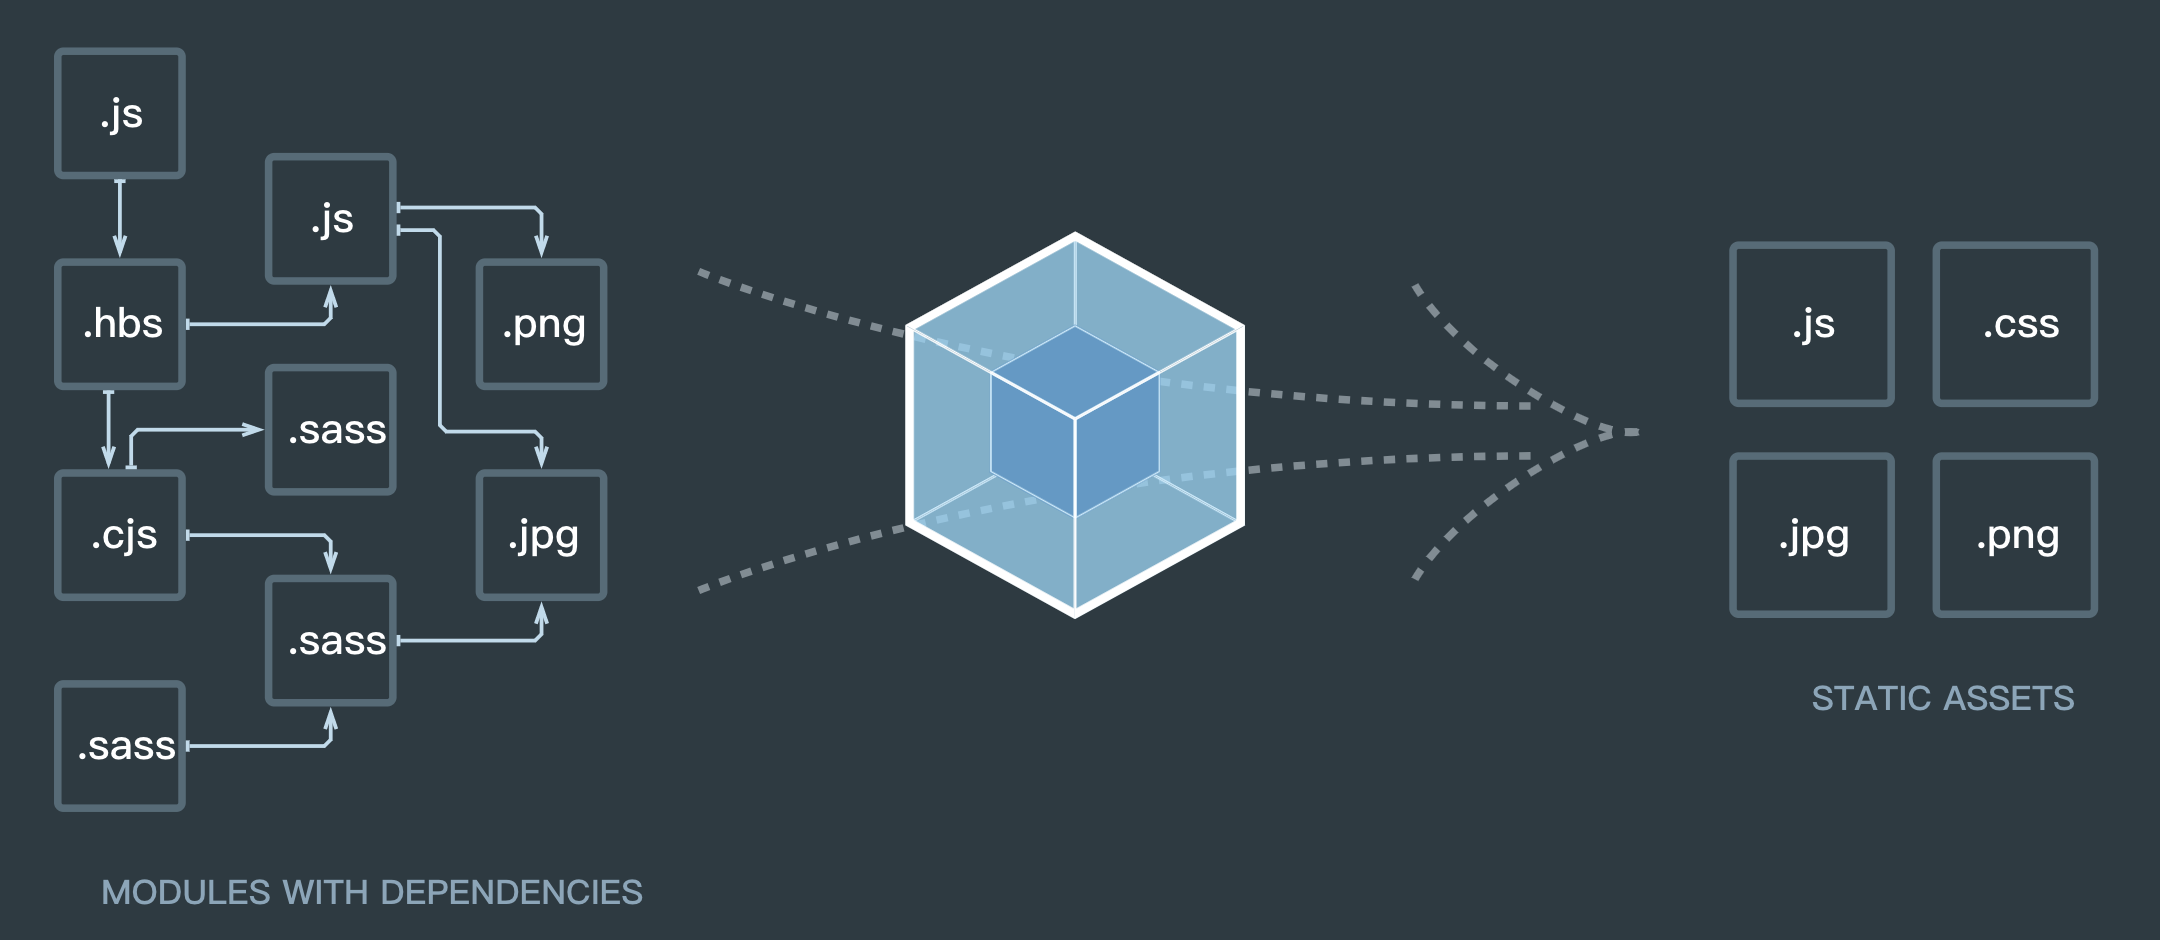 .js
.js
.hbs
.png
.sass
.cjs
.jpg
.sass
.sass
MODULES WITH DEPENDENCIES
.js
.css
.jpg
.png
STATIC ASSETS